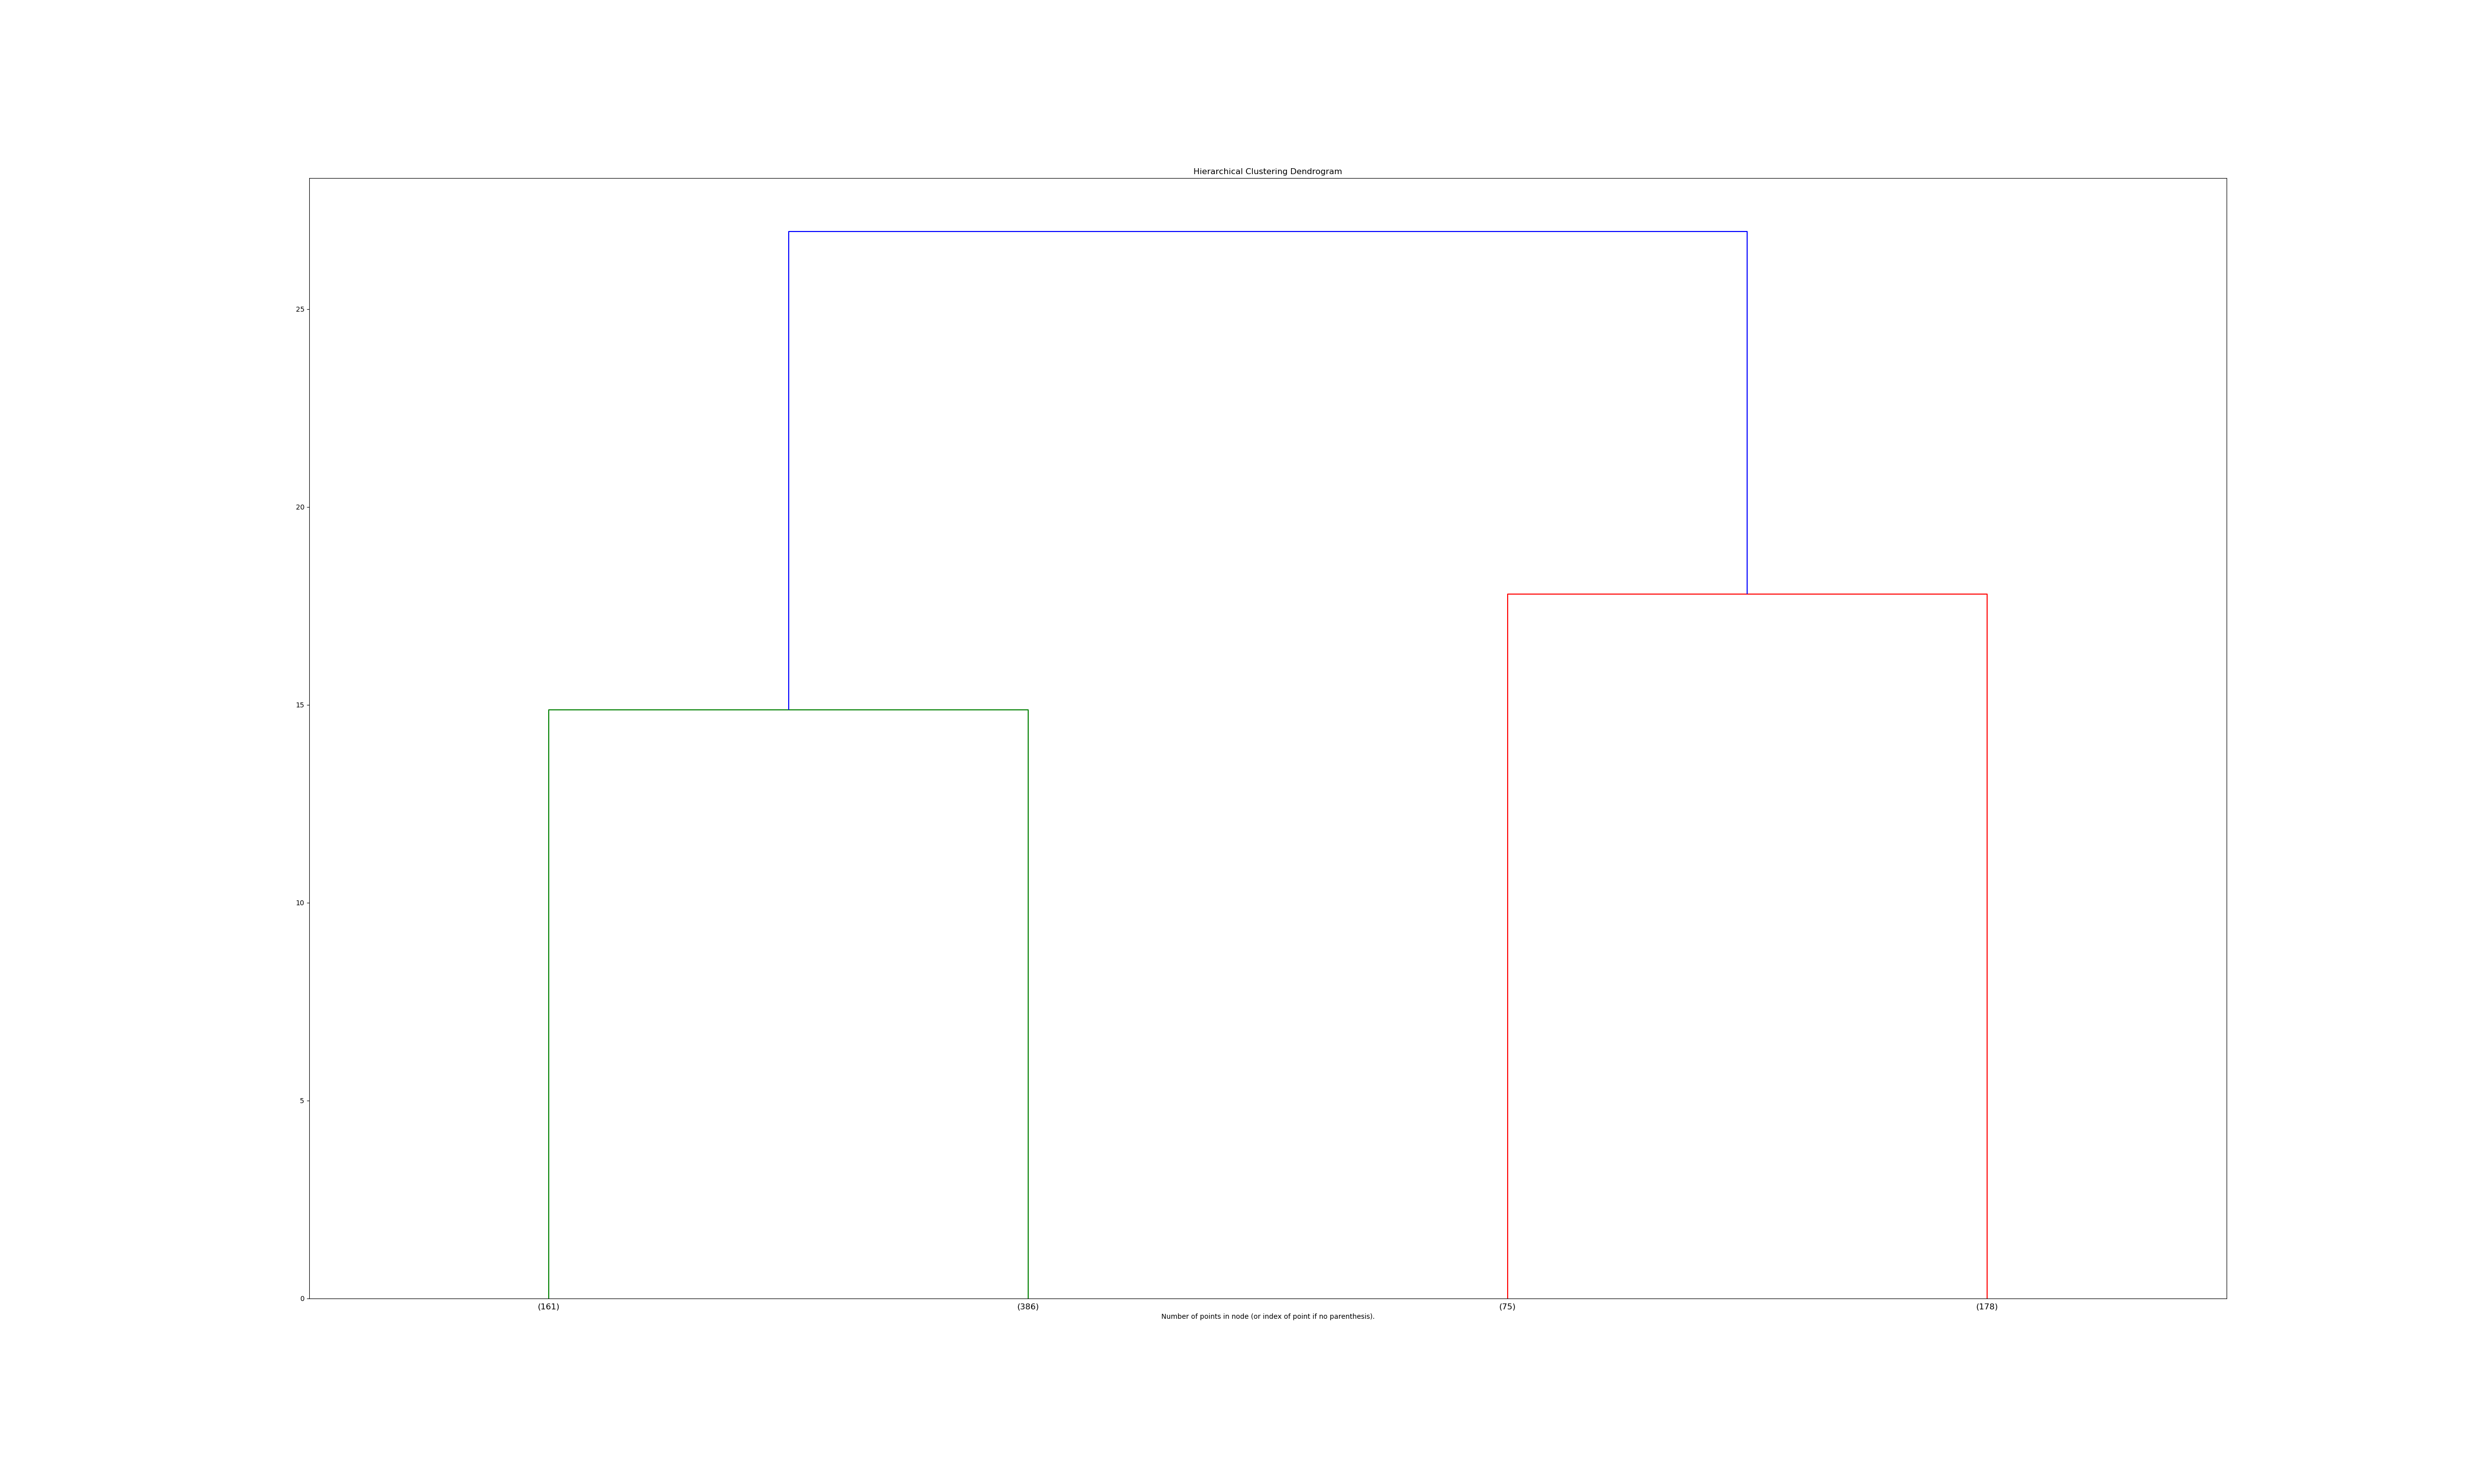 Hierarchical Clustering Dendrogram
25
20
15
10
5
0
(161) (386) (75) (178)
Number of points in node (or index of point if no parenthesis).